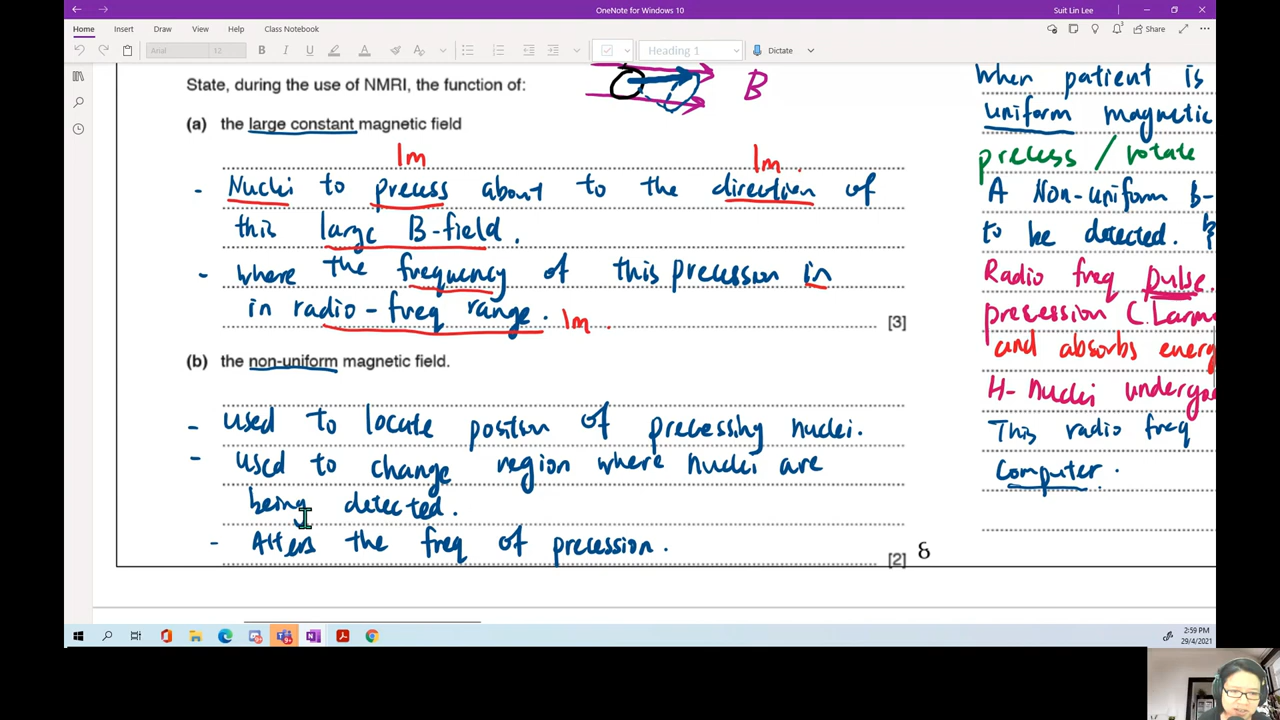 OneNote for Windows 10
Suit Lin Lee
Home Insert Draw View Help Class Notebook
Share
Arial 12 B I U A Heading 1 Dictate
State, during the use of NMRI, the function of:
B
(a) the large constant magnetic field
1m 1m
- Nuclei to precess about to the direction of
this large B-field.
- where the frequency of this precession in
in radio-freq range. 1m
[3]
(b) the non-uniform magnetic field.
- used to locate position of precessing nuclei.
- used to change region where nuclei are
being detected.
- Alters the freq of precession.
[2] 8
When patient is
uniform magnetic
precess / rotate
A Non-uniform B-
to be detected.
Radio freq pulse.
precession (Larm
and absorbs energ
H-Nuclei undergo
This radio freq
Computer.
2:59 PM
29/4/2021